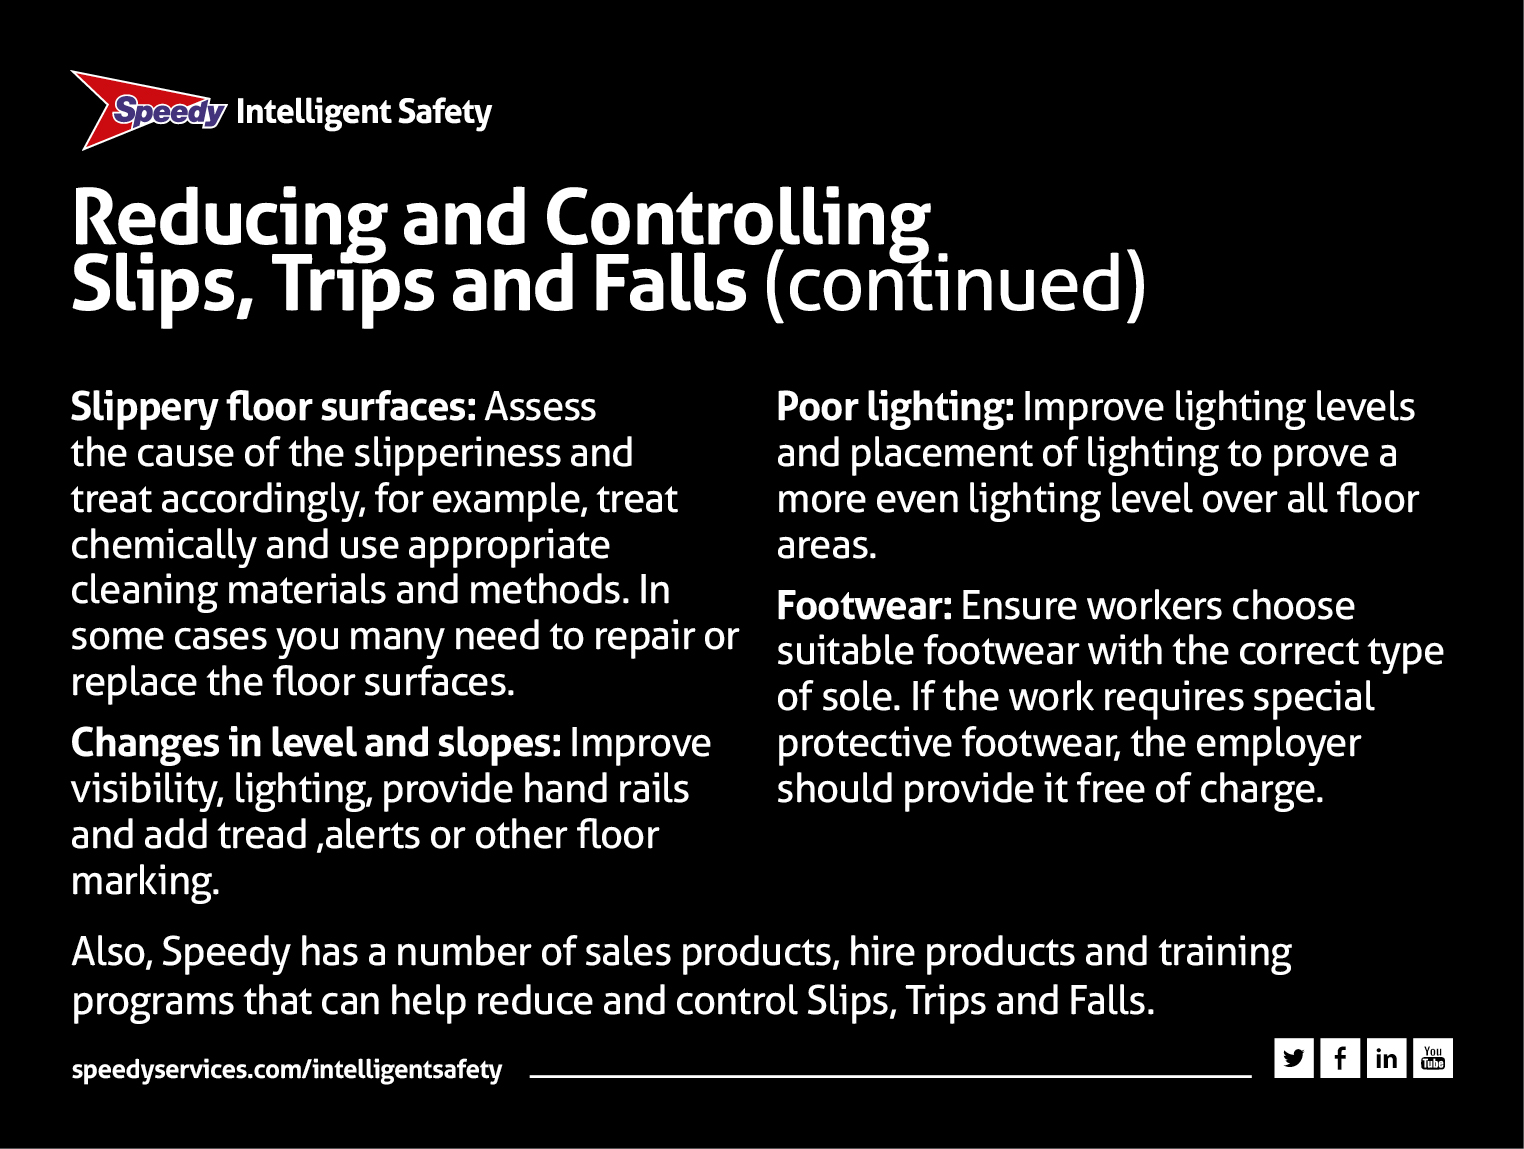 Speedy Intelligent Safety
Reducing and Controlling
Slips, Trips and Falls (continued)
Slippery floor surfaces: Assess
the cause of the slipperiness and
treat accordingly, for example, treat
chemically and use appropriate
cleaning materials and methods. In
some cases you many need to repair or
replace the floor surfaces.
Changes in level and slopes: Improve
visibility, lighting, provide hand rails
and add tread ,alerts or other floor
marking.
Poor lighting: Improve lighting levels
and placement of lighting to prove a
more even lighting level over all floor
areas.
Footwear: Ensure workers choose
suitable footwear with the correct type
of sole. If the work requires special
protective footwear, the employer
should provide it free of charge.
Also, Speedy has a number of sales products, hire products and training
programs that can help reduce and control Slips, Trips and Falls.
speedyservices.com/intelligentsafety
f in You Tube